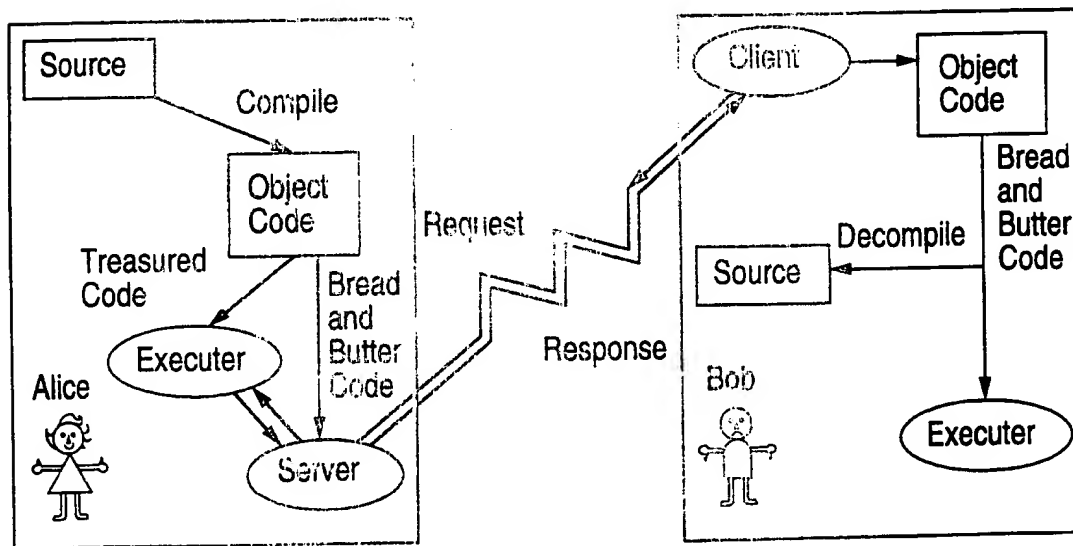 Source
Compile
Object
Code
Treasured
Code
Bread
and
Butter
Code
Executer
Alice
Server
Request
Response
Client
Object
Code
Bread
and
Butter
Code
Decompile
Source
Bob
Executer